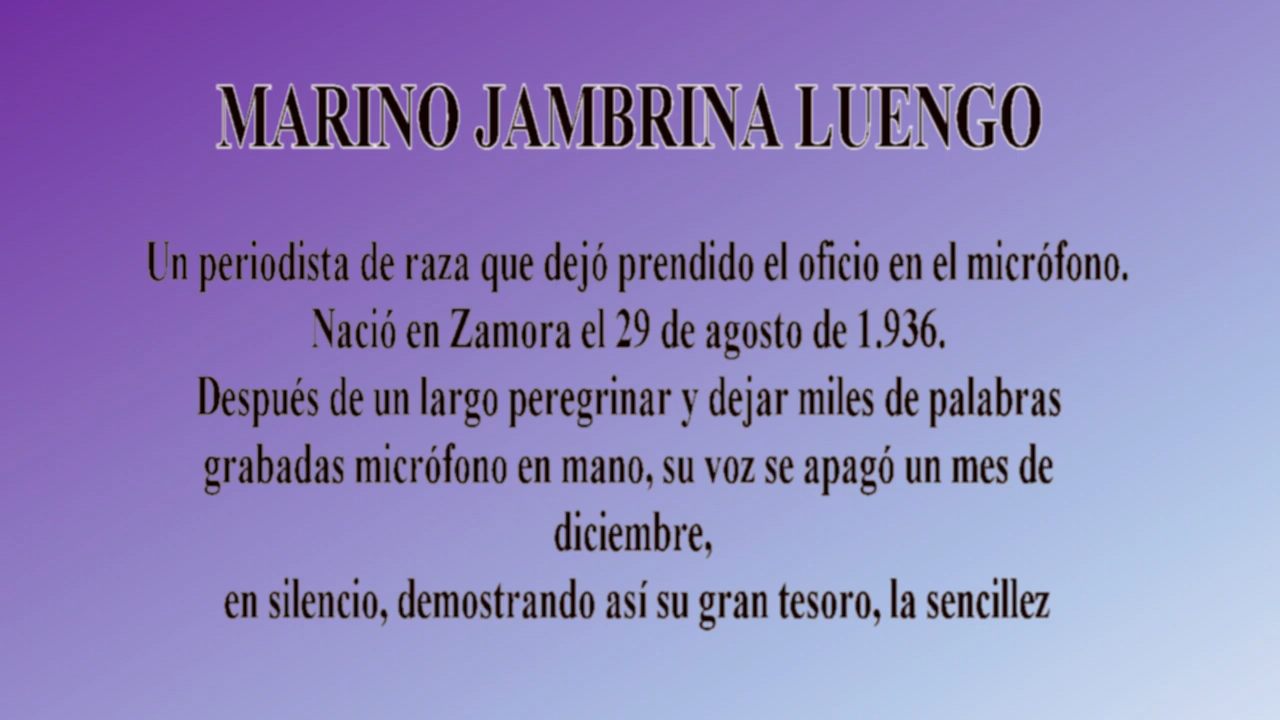 MARINO JAMBRINA LUENGO
Un periodista de raza que dejó prendido el oficio en el micrófono.
Nació en Zamora el 29 de agosto de 1.936.
Después de un largo peregrinar y dejar miles de palabras
grabadas micrófono en mano, su voz se apagó un mes de
diciembre,
en silencio, demostrando así su gran tesoro, la sencillez